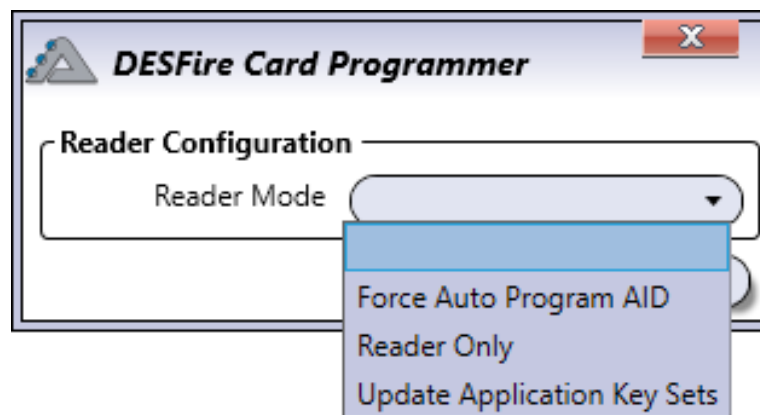 DESFire Card Programmer
Reader Configuration
Reader Mode
Force Auto Program AID
Reader Only
Update Application Key Sets